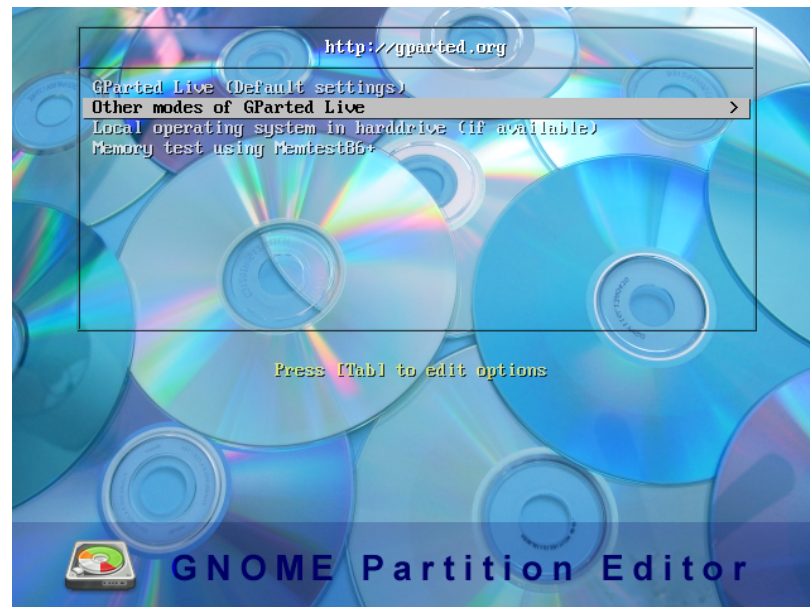 http://gparted.org
GParted Live (Default settings)
Other modes of GParted Live >
Local operating system in harddrive (if available)
Memory test using Memtest86+
Press [Tab] to edit options
GNOME Partition Editor